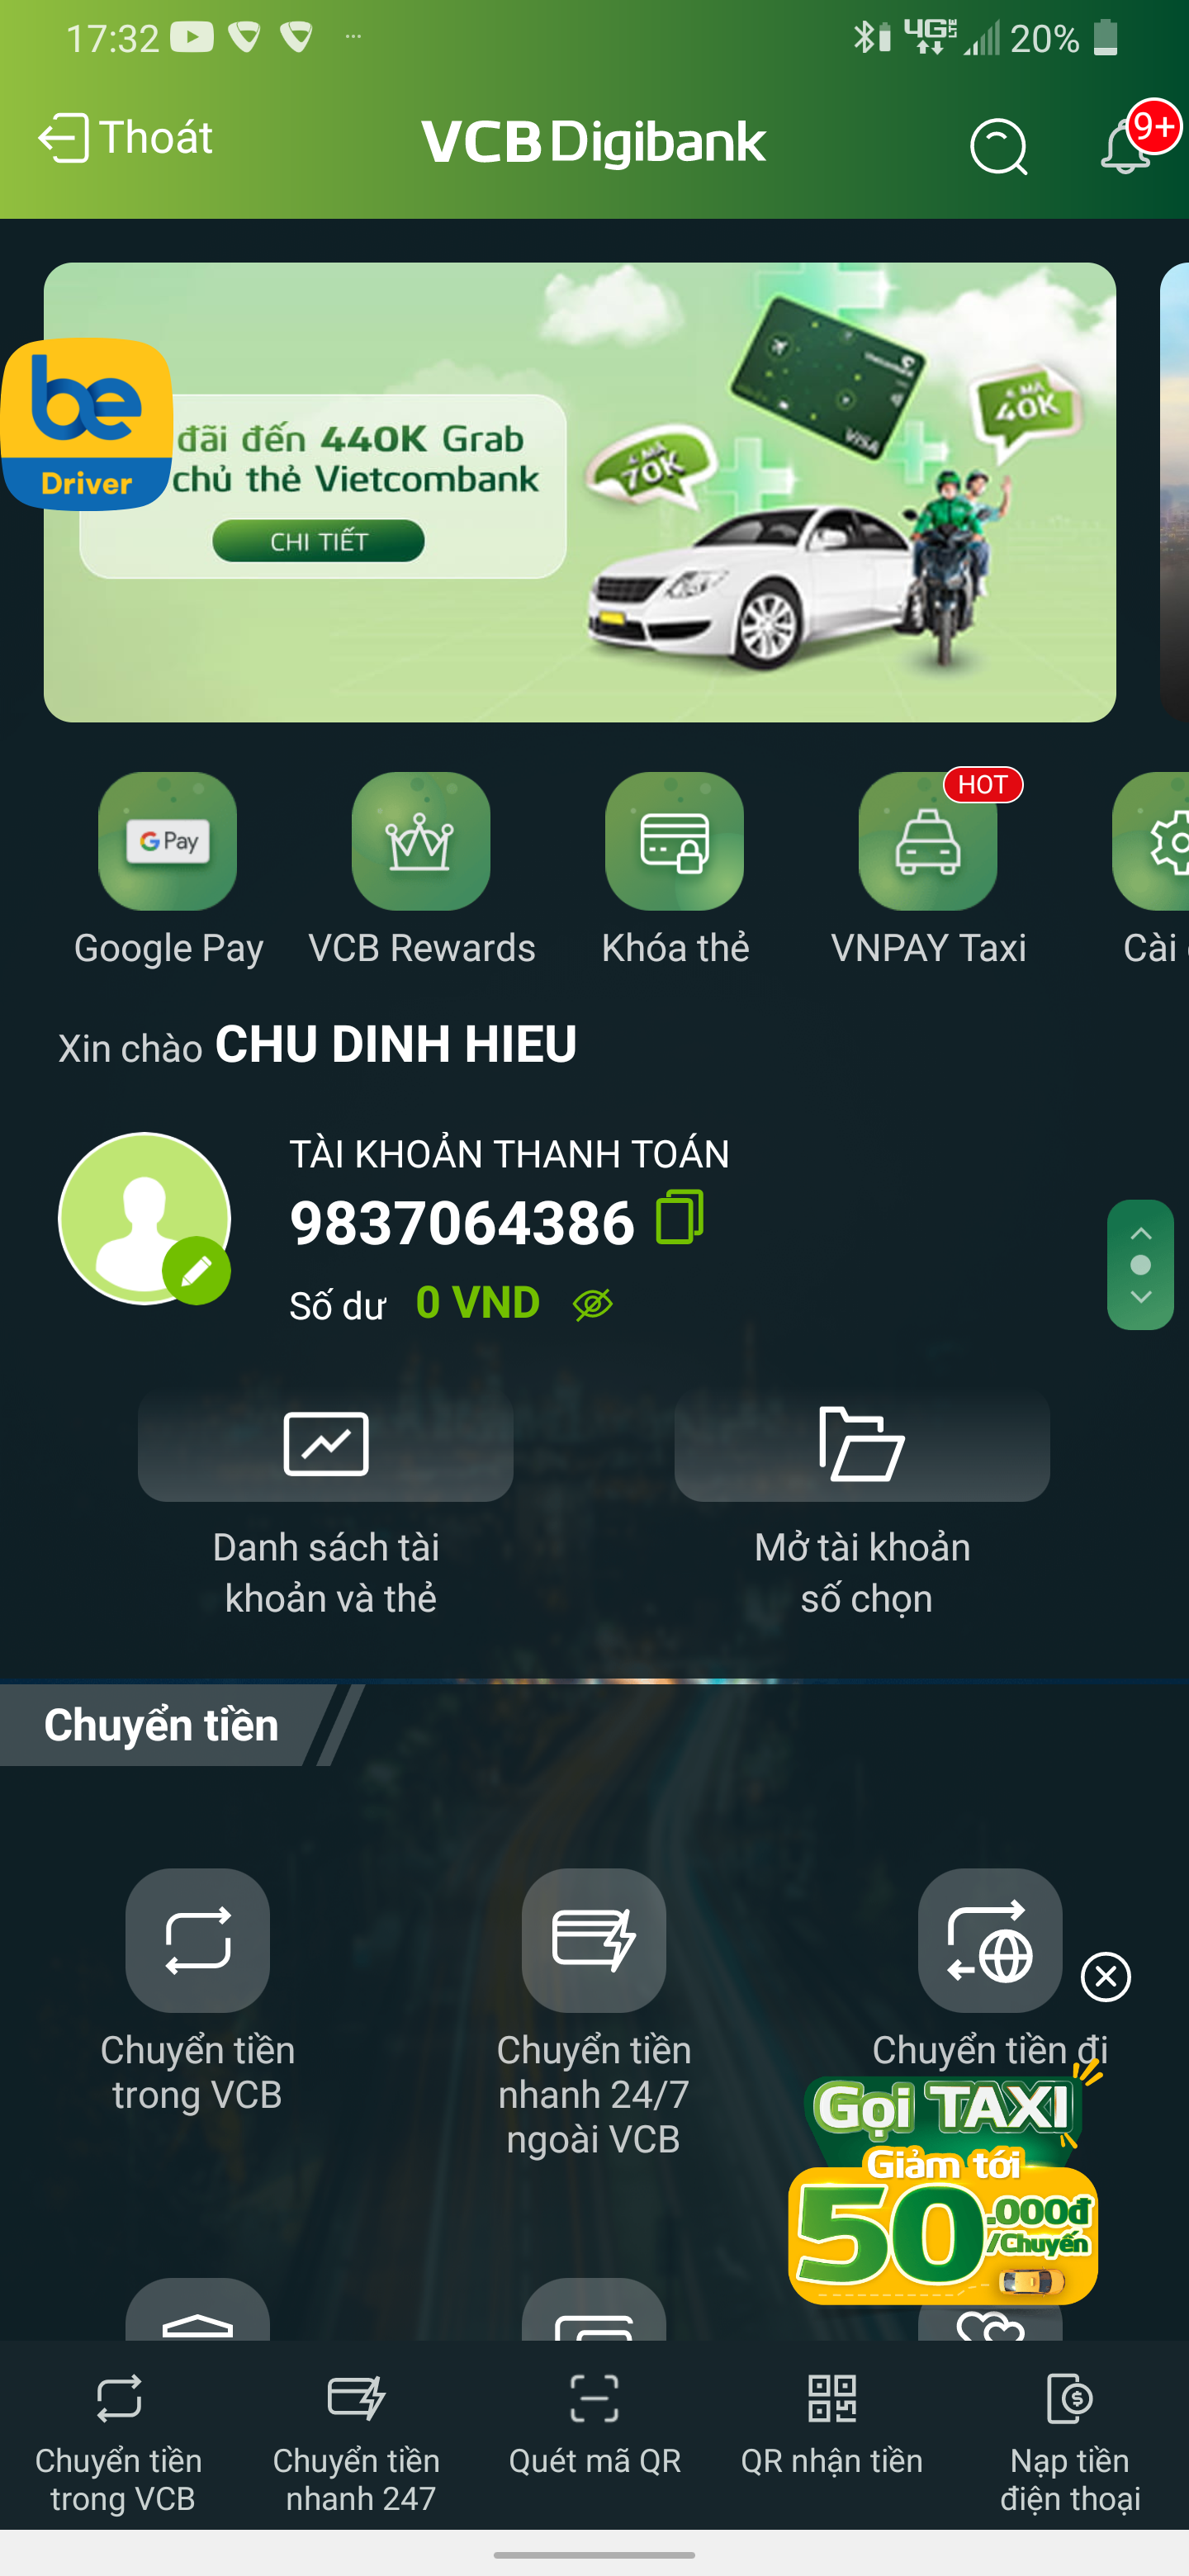 17:32
4G LTE
20%
Thoát
VCB Digibank
9+
be
Driver
đãi đến 440K Grab
chủ thẻ Vietcombank
CHI TIẾT
4 MÃ
70K
4 MÃ
40K
VISA
HOT
G Pay
Google Pay
VCB Rewards
Khóa thẻ
VNPAY Taxi
Cài
Xin chào CHU DINH HIEU
TÀI KHOẢN THANH TOÁN
9837064386
Số dư 0 VND
Danh sách tài
khoản và thẻ
Mở tài khoản
số chọn
Chuyển tiền
Chuyển tiền
trong VCB
Chuyển tiền
nhanh 24/7
ngoài VCB
Chuyển tiền đi
Gọi TAXI
Giảm tới
50.000đ
/Chuyến
Chuyển tiền
trong VCB
Chuyển tiền
nhanh 247
Quét mã QR
QR nhận tiền
Nạp tiền
điện thoại